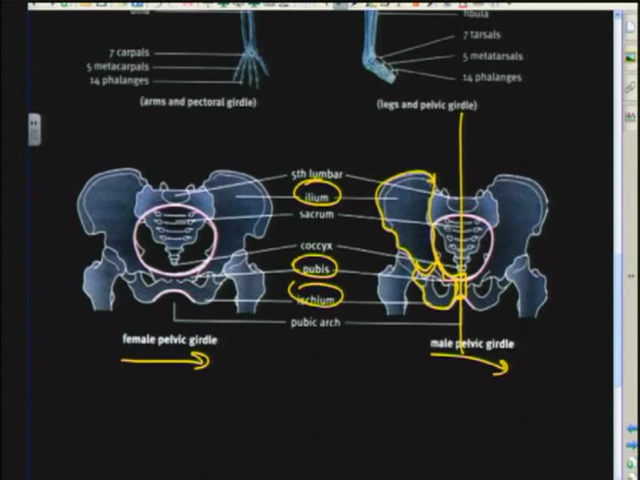 fibula
7 carpals
5 metacarpals
14 phalanges
(arms and pectoral girdle)
7 tarsals
5 metatarsals
14 phalanges
(legs and pelvic girdle)
5th lumbar
ilium
sacrum
coccyx
pubis
ischium
pubic arch
female pelvic girdle
male pelvic girdle